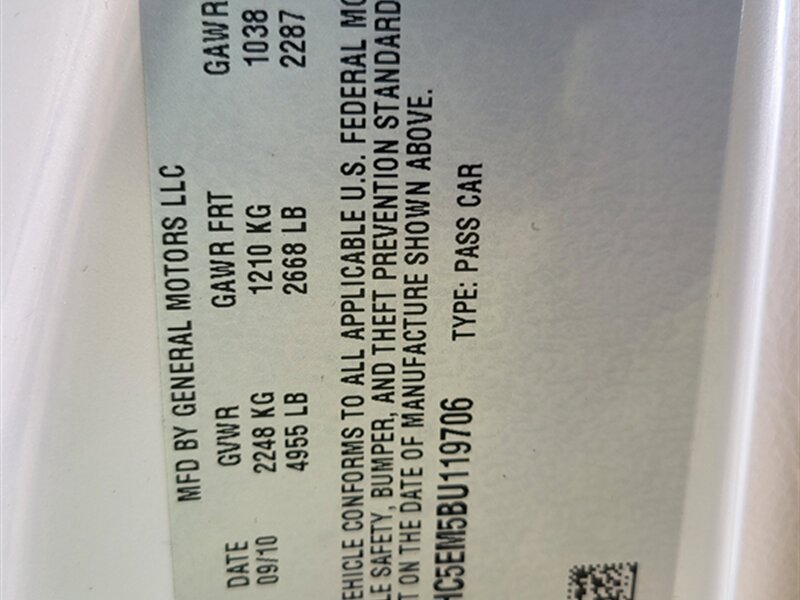 MFD BY GENERAL MOTORS LLC
DATE GVWR GAWR FRT GAWR
09/10 2248 KG 1210 KG 1038
4955 LB 2668 LB 2287
EHICLE CONFORMS TO ALL APPLICABLE U.S. FEDERAL MO
LE SAFETY, BUMPER, AND THEFT PREVENTION STANDARD
T ON THE DATE OF MANUFACTURE SHOWN ABOVE.
HC5EM5BU119706 TYPE: PASS CAR